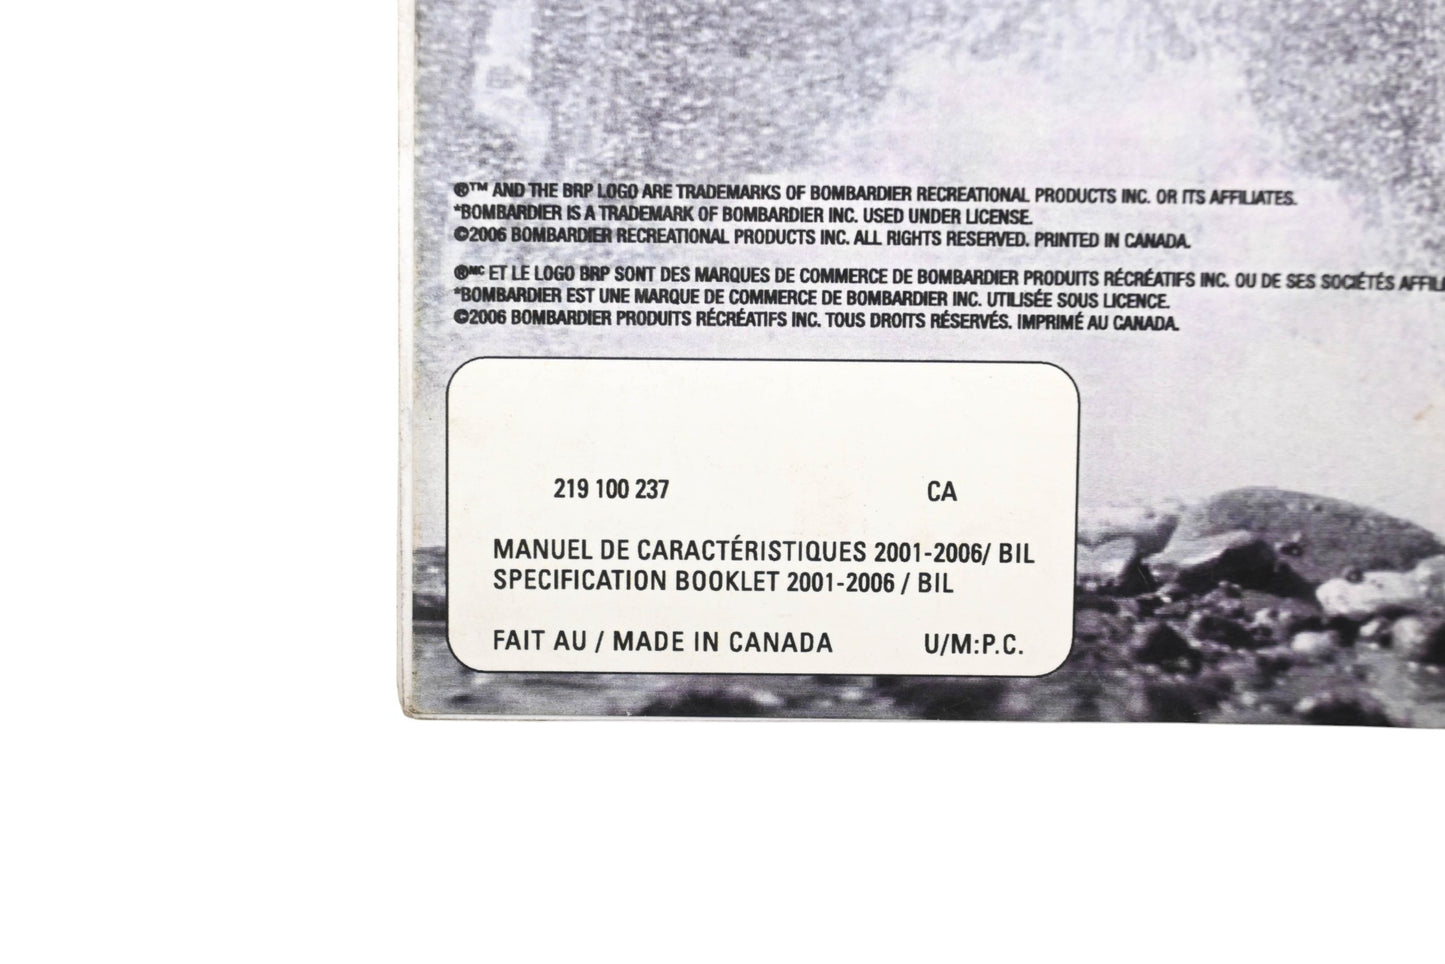 ®™ AND THE BRP LOGO ARE TRADEMARKS OF BOMBARDIER RECREATIONAL PRODUCTS INC. OR ITS AFFILIATES.
*BOMBARDIER IS A TRADEMARK OF BOMBARDIER INC. USED UNDER LICENSE.
©2006 BOMBARDIER RECREATIONAL PRODUCTS INC. ALL RIGHTS RESERVED. PRINTED IN CANADA.
®MC ET LE LOGO BRP SONT DES MARQUES DE COMMERCE DE BOMBARDIER PRODUITS RÉCRÉATIFS INC. OU DE SES SOCIÉTÉS
*BOMBARDIER EST UNE MARQUE DE COMMERCE DE BOMBARDIER INC. UTILISÉE SOUS LICENCE.
©2006 BOMBARDIER PRODUITS RÉCRÉATIFS INC. TOUS DROITS RÉSERVÉS. IMPRIMÉ AU CANADA.
219 100 237 CA
MANUEL DE CARACTÉRISTIQUES 2001-2006/ BIL
SPECIFICATION BOOKLET 2001-2006 / BIL
FAIT AU / MADE IN CANADA U/M:P.C.